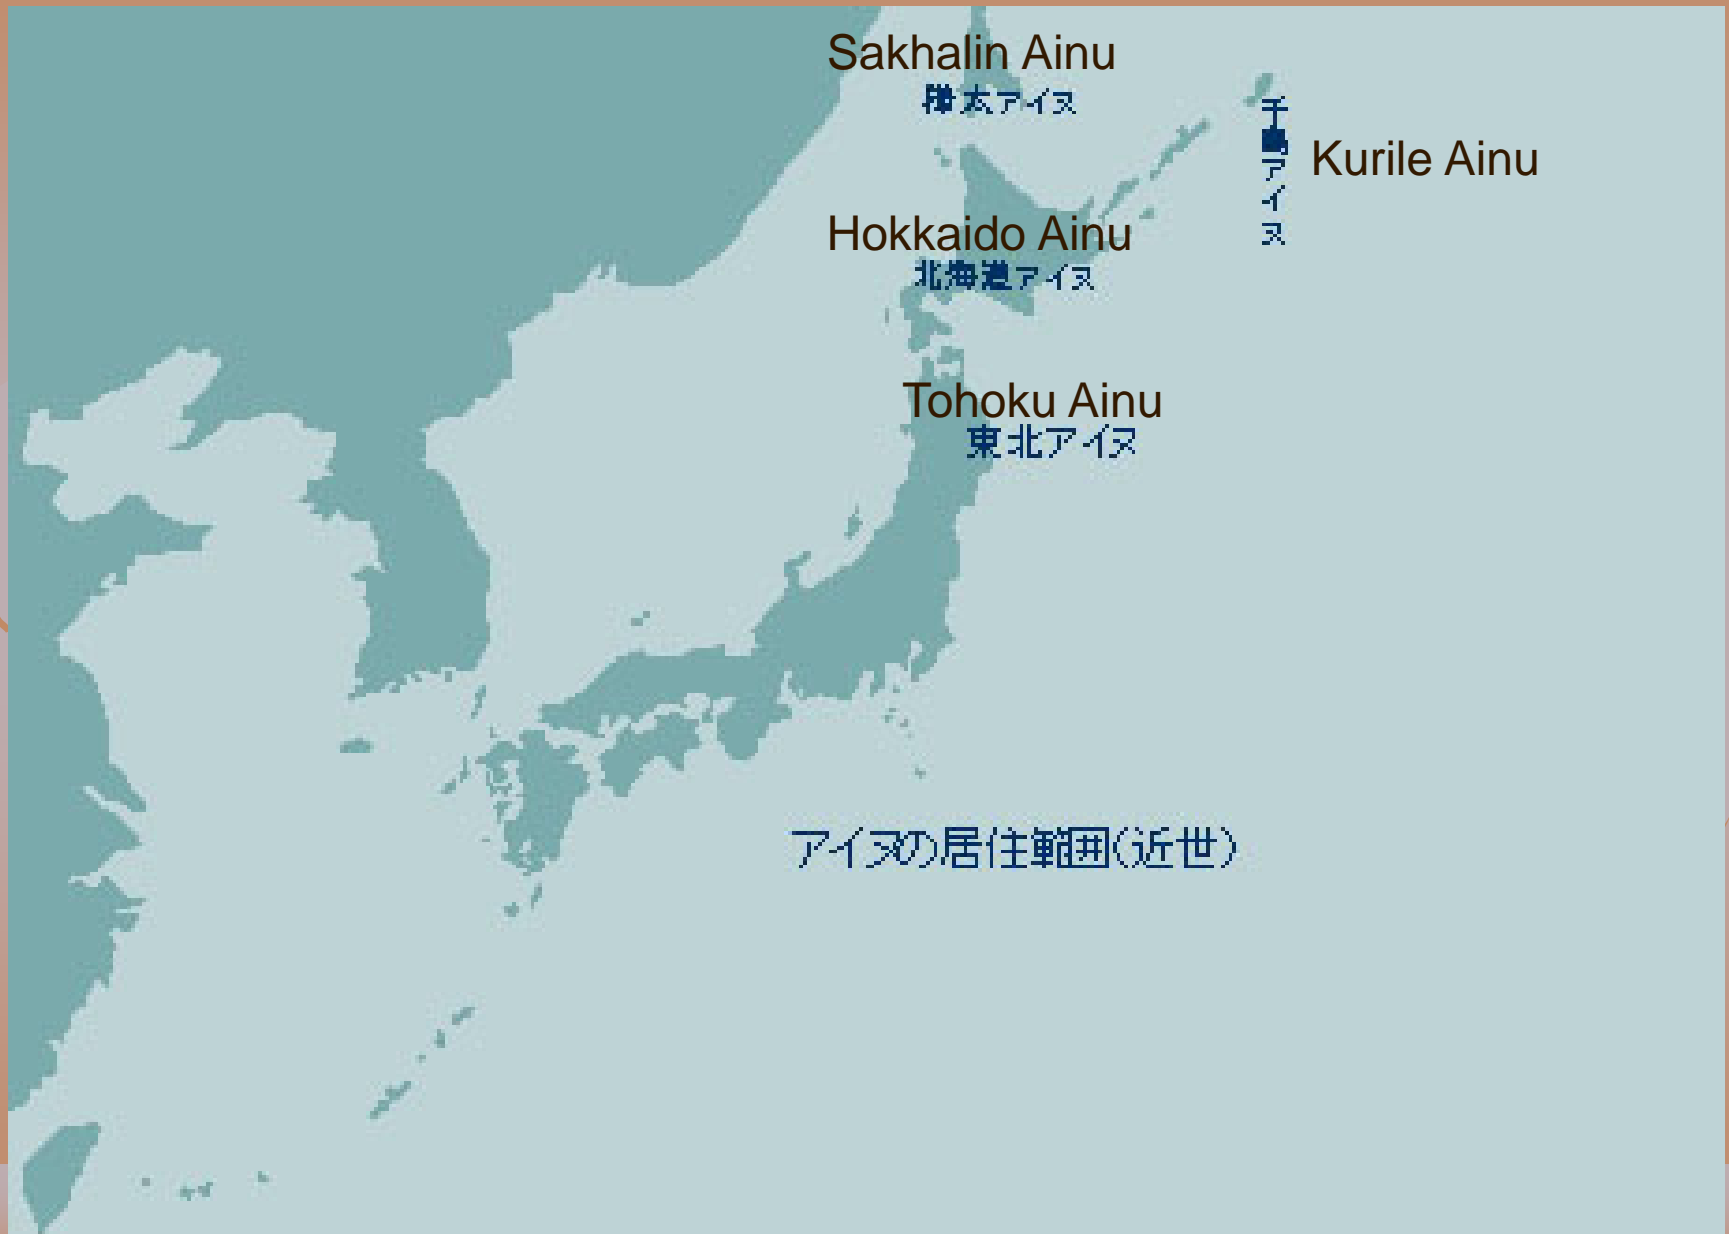 Sakhalin Ainu
樺太アイヌ
千島アイヌ
Kurile Ainu
Hokkaido Ainu
北海道アイヌ
Tohoku Ainu
東北アイヌ
アイヌの居住範囲(近世)